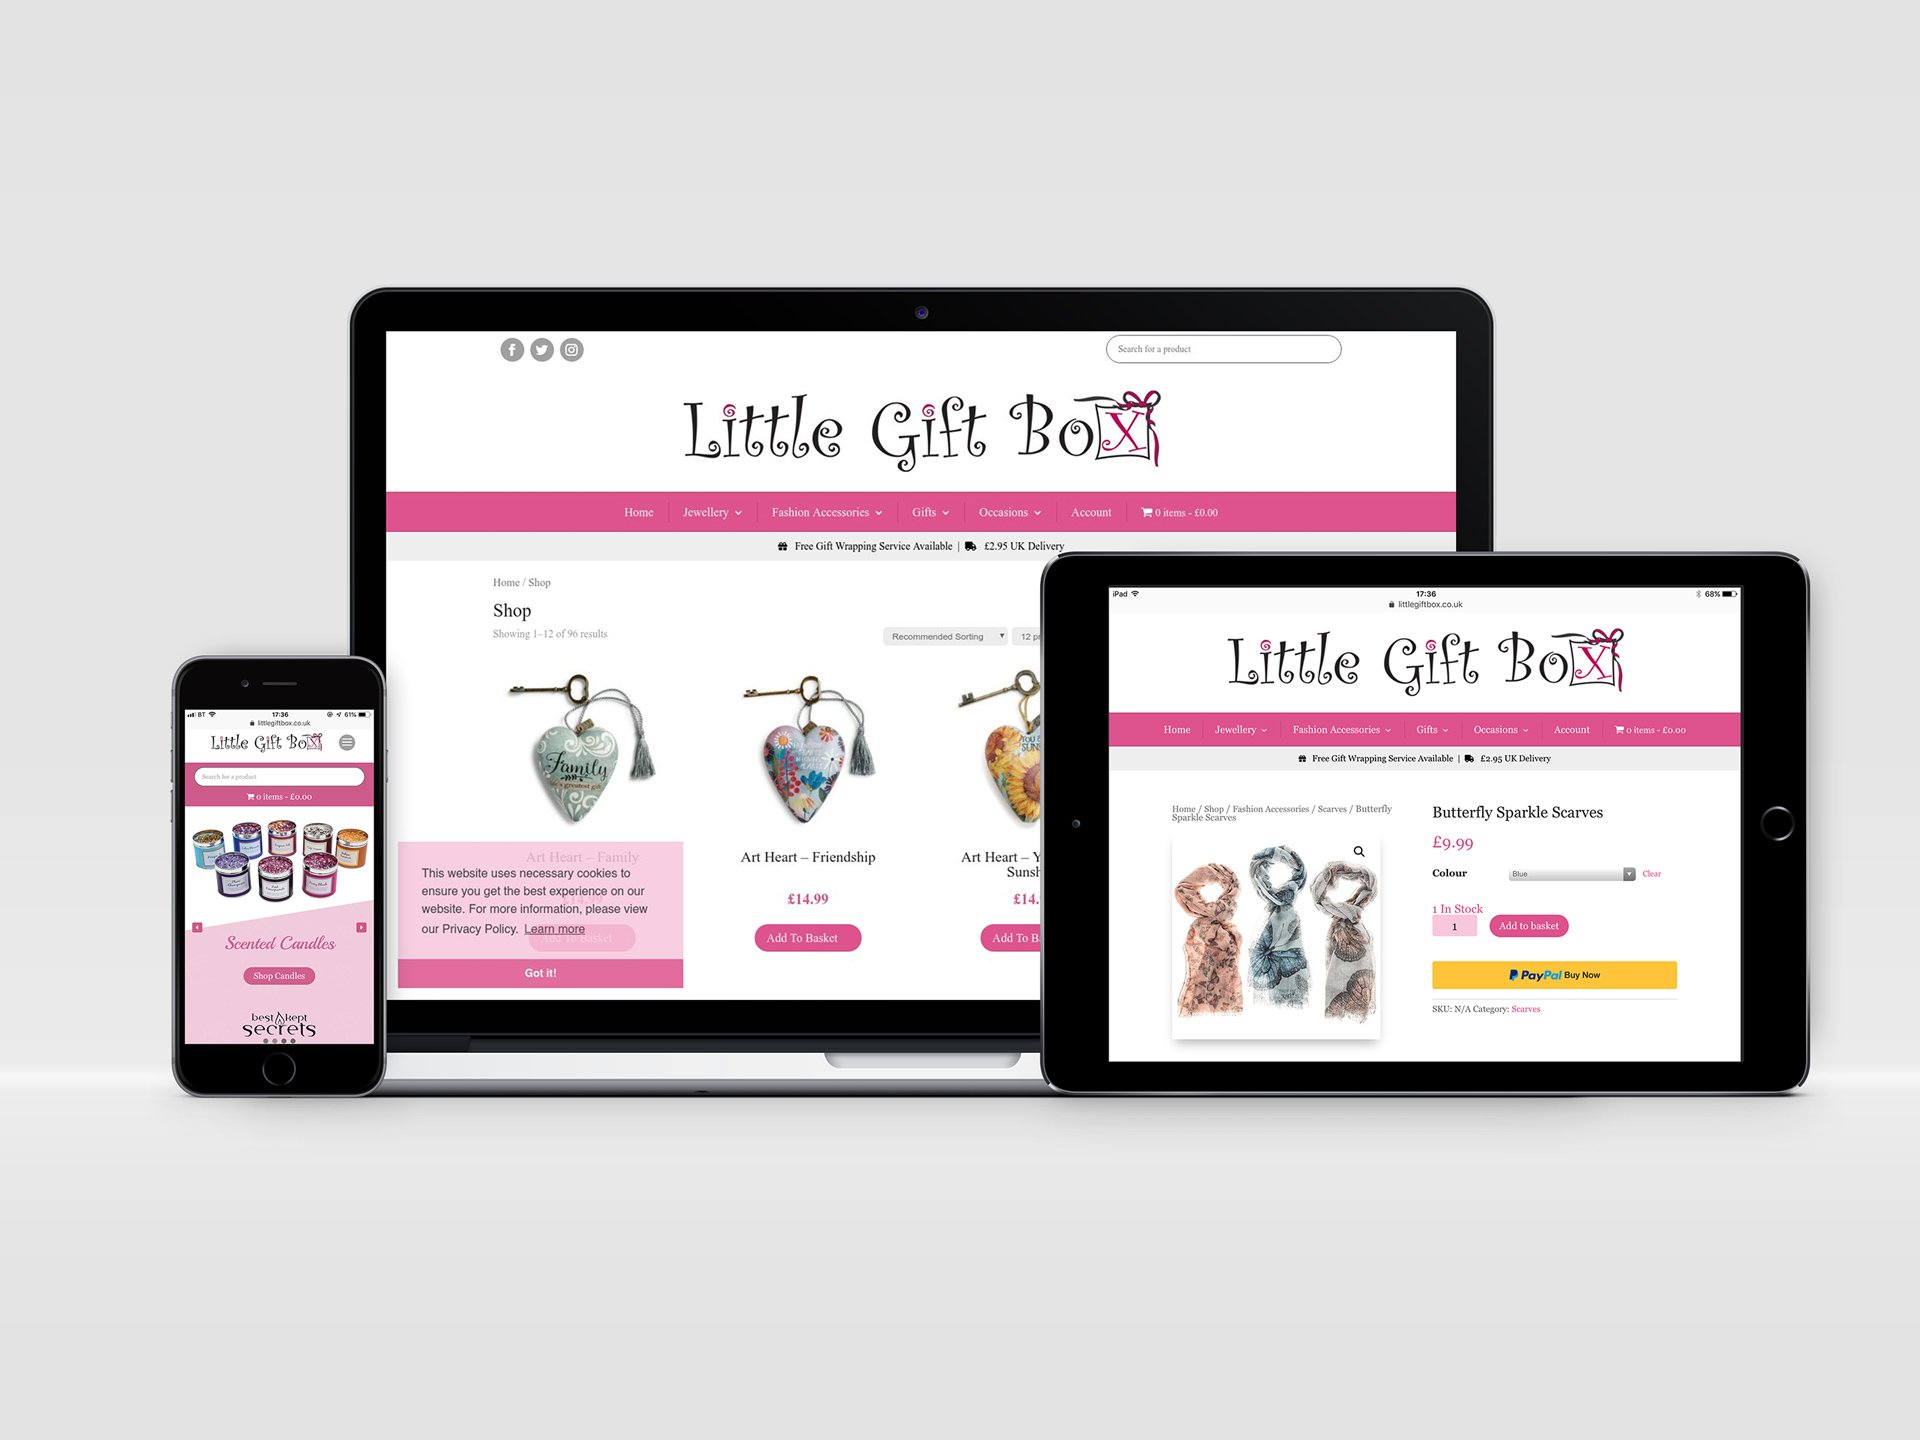 Search for a product
Little Gift Box
Home Jewellery Fashion Accessories Gifts Occasions Account 0 items - £0.00
Free Gift Wrapping Service Available | £2.95 UK Delivery
Home / Shop
Shop
Showing 1–12 of 96 results
Recommended Sorting 12 pr
Family
Art Heart – Family
Art Heart – Friendship
Art Heart – Y
Sunsh
£14.99
£14.99
£14.
Add To Basket
Add To Basket
Add To B
This website uses necessary cookies to
ensure you get the best experience on our
website. For more information, please view
our Privacy Policy. Learn more
Got it!
BT 17:36 61%
littlegiftbox.co.uk
Little Gift Box
Search for a product
0 items - £0.00
Scented Candles
Shop Candles
best kept
secrets
iPad 17:36 68%
littlegiftbox.co.uk
Little Gift Box
Home Jewellery Fashion Accessories Gifts Occasions Account 0 items - £0.00
Free Gift Wrapping Service Available | £2.95 UK Delivery
Home / Shop / Fashion Accessories / Scarves / Butterfly
Sparkle Scarves
Butterfly Sparkle Scarves
£9.99
Colour Blue Clear
1 In Stock
1 Add to basket
PayPal Buy Now
SKU: N/A Category: Scarves